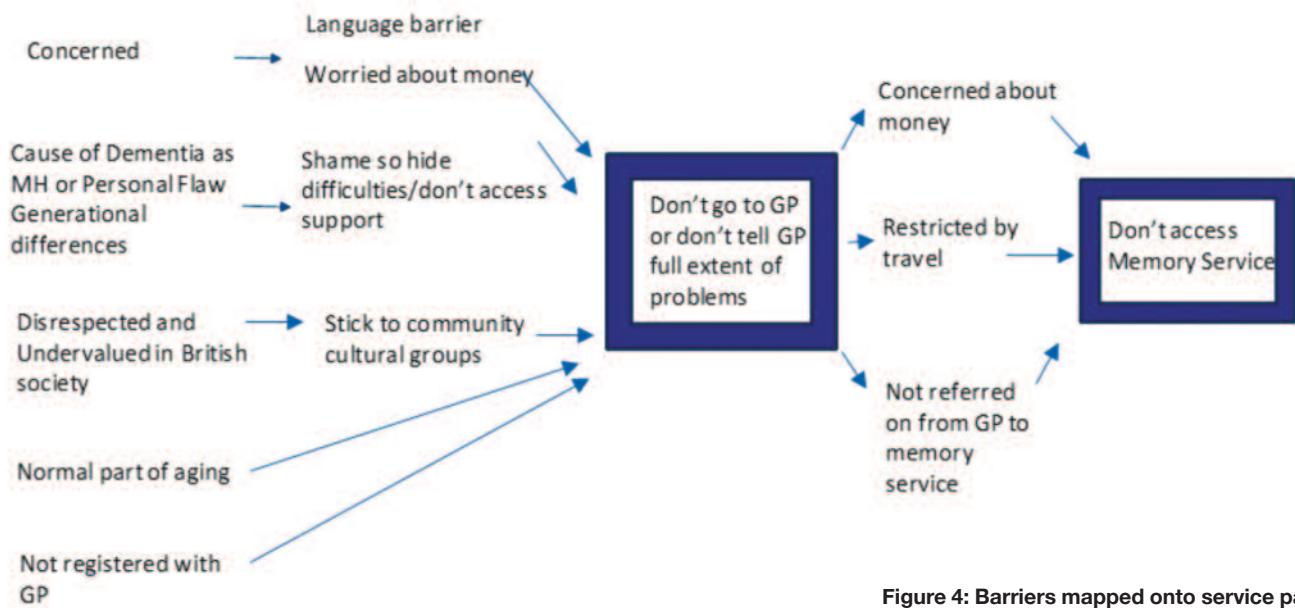 Concerned
Language barrier
Worried about money
Cause of Dementia as
MH or Personal Flaw
Generational
differences
Shame so hide
difficulties/don't access
support
Disrespected and
Undervalued in British
society
Stick to community
cultural groups
Normal part of aging
Not registered with
GP
Don't go to GP
or don't tell GP
full extent of
problems
Concerned about
money
Restricted by
travel
Not referred
on from GP to
memory
service
Don't access
Memory Service
Figure 4: Barriers mapped onto service